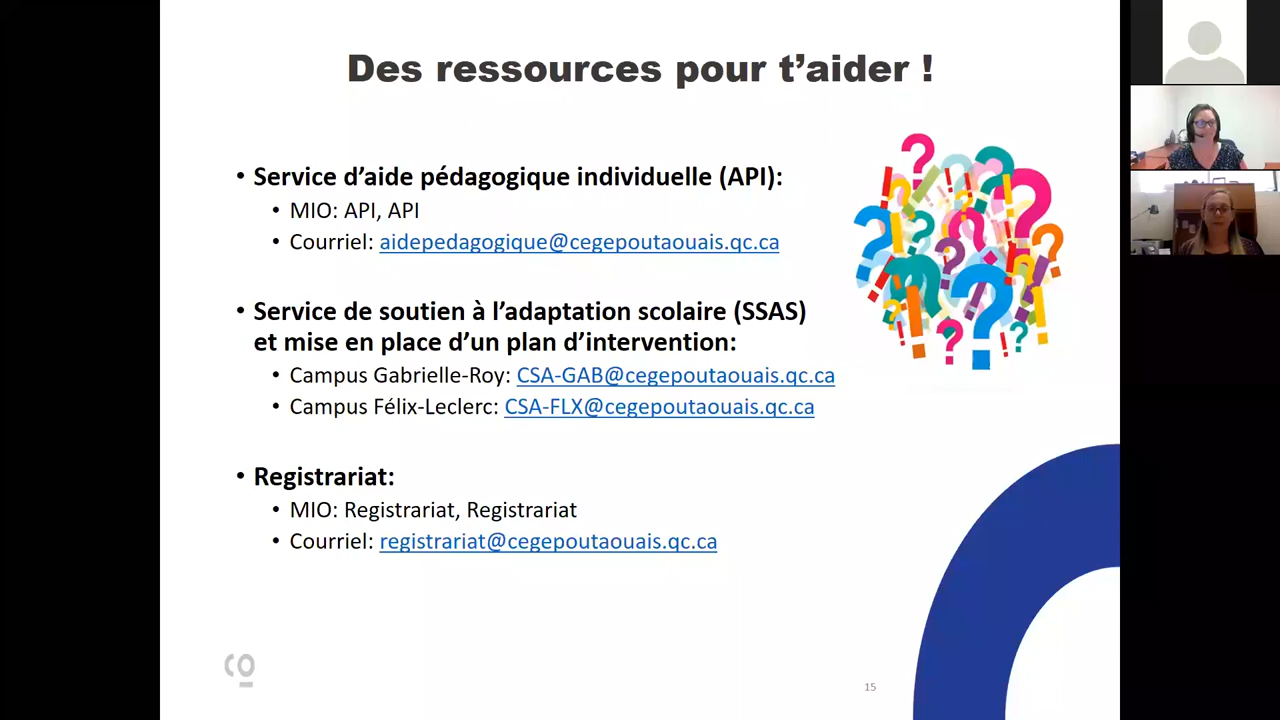 Des ressources pour t’aider !
• Service d’aide pédagogique individuelle (API):
• MIO: API, API
• Courriel: aidepedagogique@cegepoutaouais.qc.ca
• Service de soutien à l’adaptation scolaire (SSAS)
et mise en place d’un plan d’intervention:
• Campus Gabrielle-Roy: CSA-GAB@cegepoutaouais.qc.ca
• Campus Félix-Leclerc: CSA-FLX@cegepoutaouais.qc.ca
• Registrariat:
• MIO: Registrariat, Registrariat
• Courriel: registrariat@cegepoutaouais.qc.ca
15